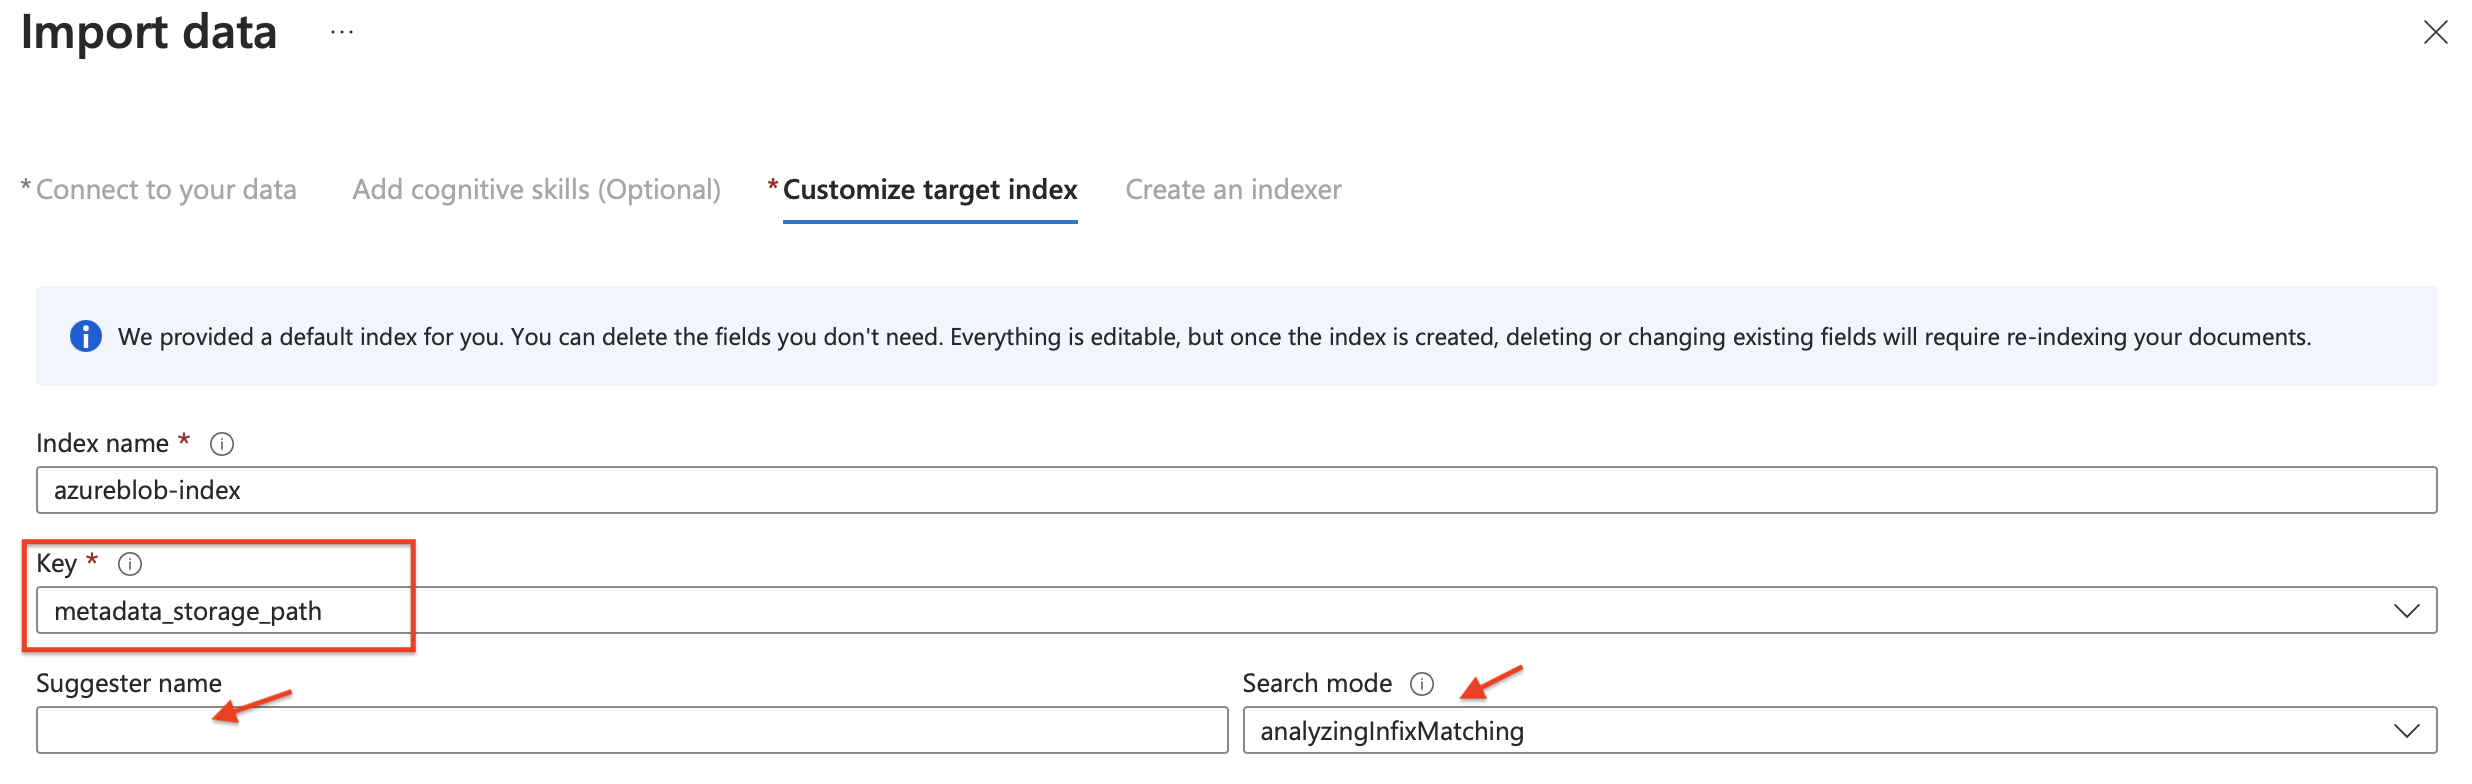 Import data ...
* Connect to your data Add cognitive skills (Optional) * Customize target index Create an indexer
We provided a default index for you. You can delete the fields you don't need. Everything is editable, but once the index is created, deleting or changing existing fields will require re-indexing your documents.
Index name *
azureblob-index
Key *
metadata_storage_path
Suggester name Search mode
analyzingInfixMatching